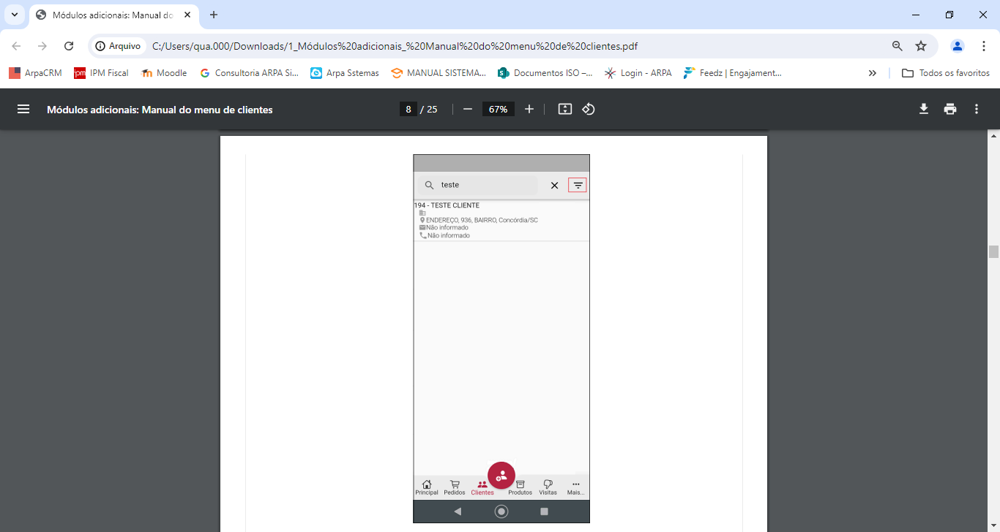 Módulos adicionais: Manual do
Arquivo
C:/Users/qua.000/Downloads/1_Módulos%20adicionais_%20Manual%20do%20menu%20de%20clientes.pdf
ArpaCRM
IPM Fiscal
Moodle
Consultoria ARPA Si...
Arpa Sstemas
MANUAL SISTEMA...
Documentos ISO –...
Login - ARPA
Feedz | Engajament...
Todos os favoritos
Módulos adicionais: Manual do menu de clientes
8 / 25
67%
teste
194 - TESTE CLIENTE
ENDEREÇO, 936, BAIRRO, Concórdia/SC
Não informado
Não informado
Principal
Pedidos
Clientes
Produtos
Visitas
Mais...